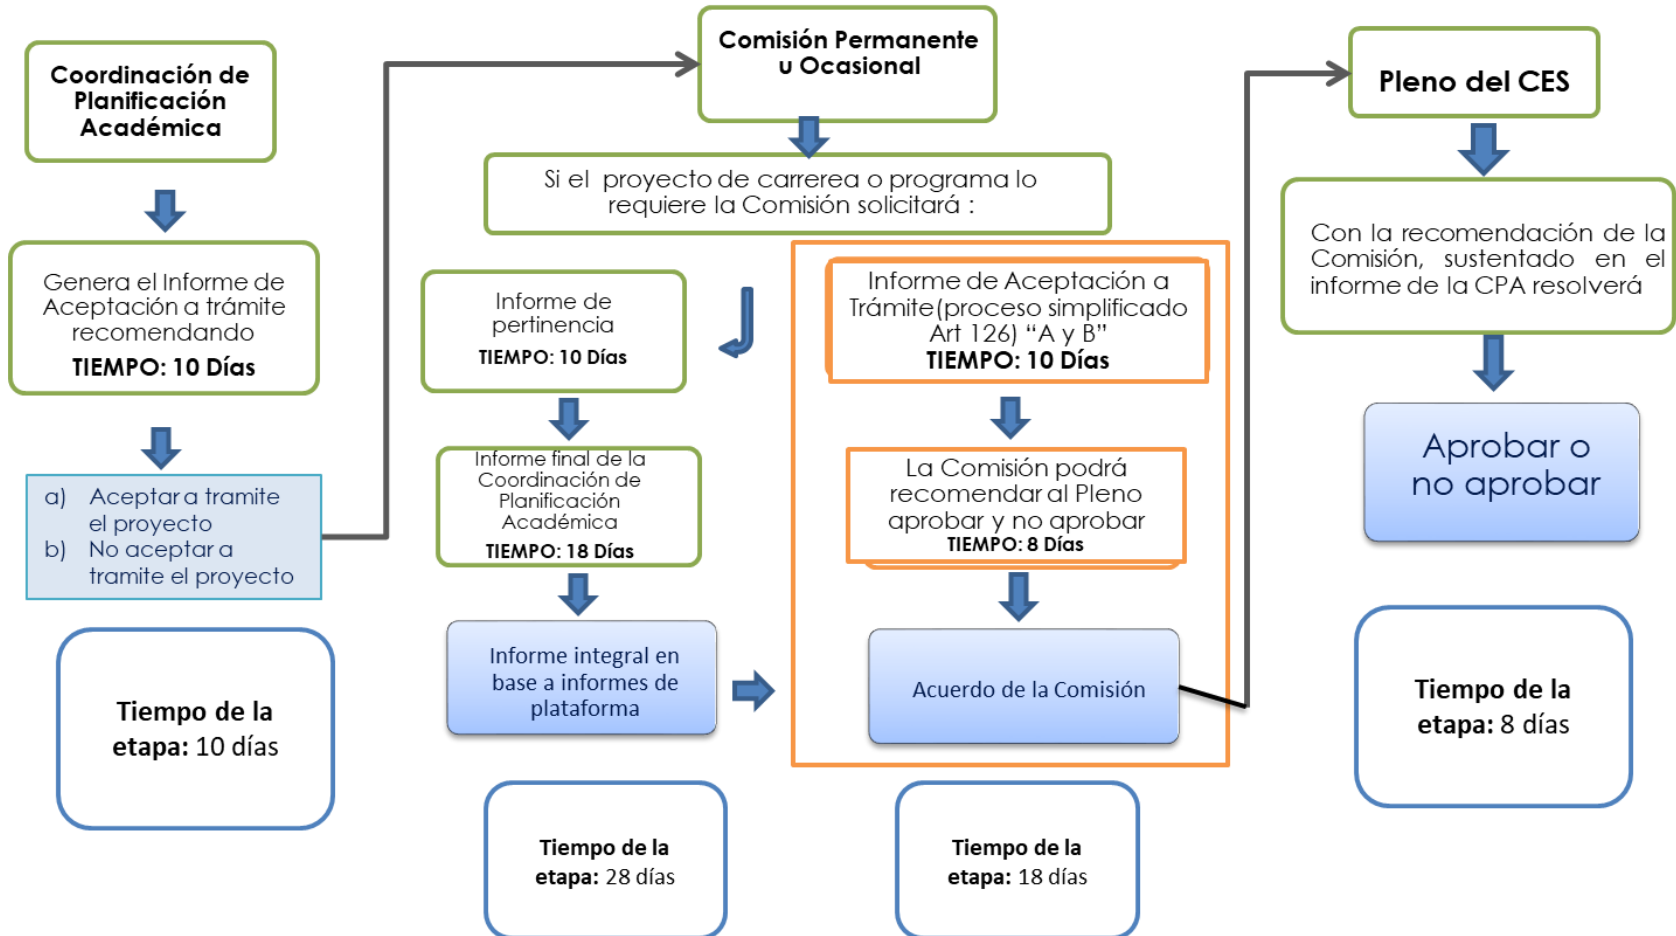 Coordinación de
Planificación
Académica
Genera el Informe de
Aceptación a trámite
recomendando
TIEMPO: 10 Días
a) Aceptar a tramite
el proyecto
b) No aceptar a
tramite el proyecto
Tiempo de la
etapa: 10 días
Comisión Permanente
u Ocasional
Si el proyecto de carrerea o programa lo
requiere la Comisión solicitará :
Informe de
pertinencia
TIEMPO: 10 Días
Informe final de la
Coordinación de
Planificación
Académica
TIEMPO: 18 Días
Informe integral en
base a informes de
plataforma
Tiempo de la
etapa: 28 días
Informe de Aceptación a
Trámite(proceso simplificado
Art 126) “A y B”
TIEMPO: 10 Días
La Comisión podrá
recomendar al Pleno
aprobar y no aprobar
TIEMPO: 8 Días
Acuerdo de la Comisión
Tiempo de la
etapa: 18 días
Pleno del CES
Con la recomendación de la
Comisión, sustentado en el
informe de la CPA resolverá
Aprobar o
no aprobar
Tiempo de la
etapa: 8 días